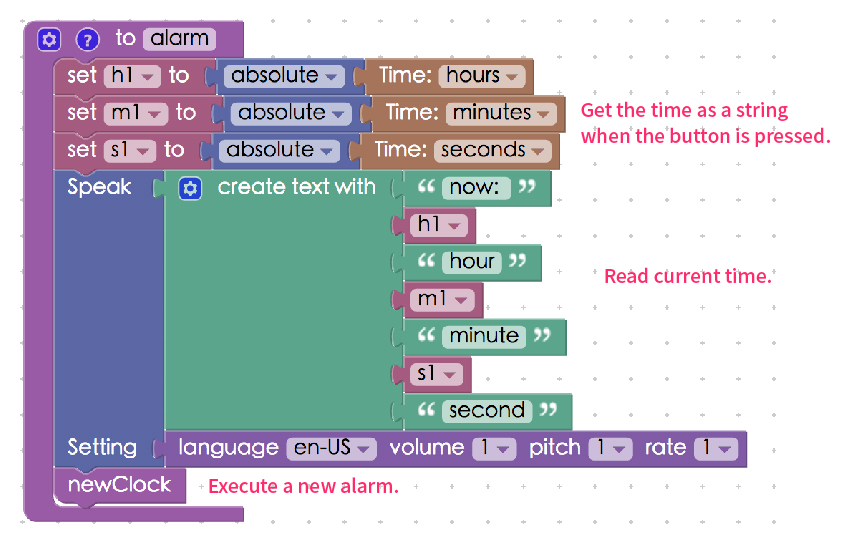 ? to alarm
set h1 to absolute Time: hours
set m1 to absolute Time: minutes
Get the time as a string
when the button is pressed.
set s1 to absolute Time: seconds
Speak create text with “ now: ”
h1
“ hour ”
Read current time.
m1
“ minute ”
s1
“ second ”
Setting language en-US volume 1 pitch 1 rate 1
newClock Execute a new alarm.